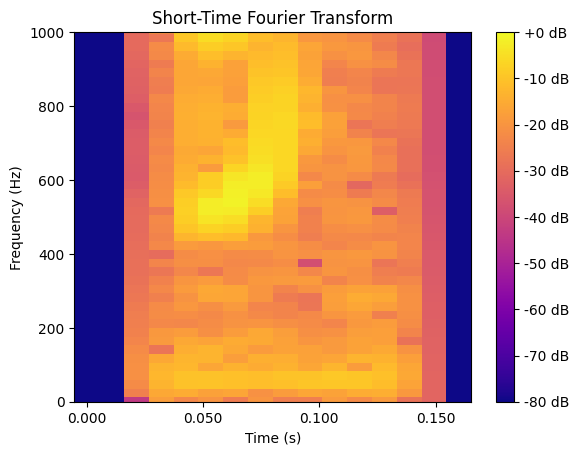 Short-Time Fourier Transform
1000
800
600
400
200
0
Frequency (Hz)
0.000
0.050
0.100
0.150
Time (s)
+0 dB
-10 dB
-20 dB
-30 dB
-40 dB
-50 dB
-60 dB
-70 dB
-80 dB